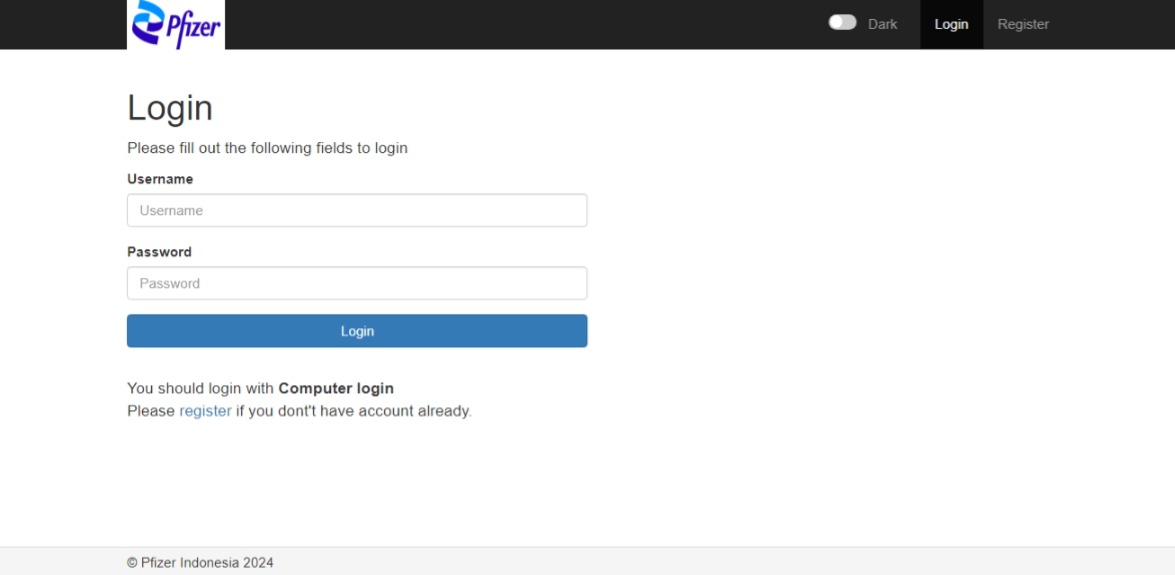 Pfizer
Dark
Login
Register
Login
Please fill out the following fields to login
Username
Username
Password
Password
Login
You should login with Computer login
Please register if you dont't have account already.
© Pfizer Indonesia 2024